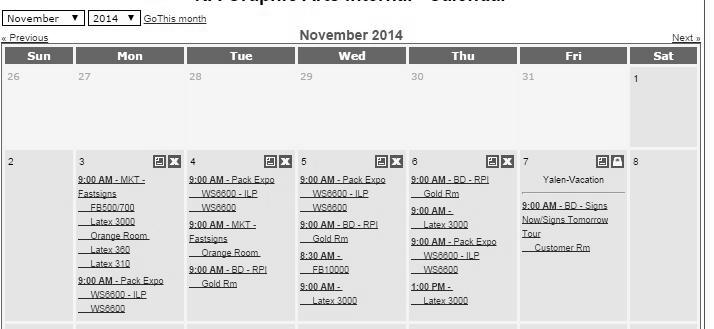 November 2014 GoThis month
« Previous November 2014 Next »
Sun Mon Tue Wed Thu Fri Sat
26 27 28 29 30 31 1
2 3 4 5 6 7 8
9:00 AM - MKT -
Fastsigns
FB500/700
Latex 3000
Orange Room
Latex 360
Latex 310
9:00 AM - Pack Expo
WS6600 - ILP
WS6600
9:00 AM - Pack Expo
WS6600 - ILP
WS6600
9:00 AM - MKT -
Fastsigns
Orange Room
9:00 AM - BD - RPI
Gold Rm
9:00 AM - Pack Expo
WS6600 - ILP
WS6600
9:00 AM - BD - RPI
Gold Rm
8:30 AM -
FB10000
9:00 AM -
Latex 3000
9:00 AM - BD - RPI
Gold Rm
9:00 AM -
Latex 3000
9:00 AM - Pack Expo
WS6600 - ILP
WS6600
1:00 PM -
Latex 3000
Yalen-Vacation
9:00 AM - BD - Signs
Now/Signs Tomorrow
Tour
Customer Rm